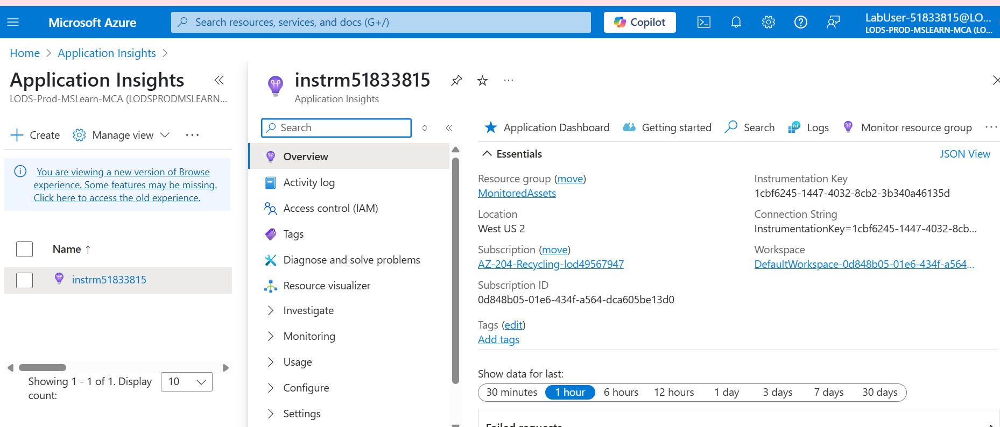 Microsoft Azure
Search resources, services, and docs (G+/)
Copilot
LabUser-51833815@LO...
LODS-PROD-MSLEARN-MCA (LO...
Home
Application Insights
Application Insights
LODS-Prod-MSLearn-MCA (LODSPRODMSLEARN...
Create
Manage view
You are viewing a new version of Browse
experience. Some features may be missing.
Click here to access the old experience.
Name ↑
instrm51833815
Showing 1 - 1 of 1. Display
count:
10
instrm51833815
Application Insights
Search
Overview
Activity log
Access control (IAM)
Tags
Diagnose and solve problems
Resource visualizer
Investigate
Monitoring
Usage
Configure
Settings
Application Dashboard
Getting started
Search
Logs
Monitor resource group
Essentials
JSON View
Resource group (move)
MonitoredAssets
Location
West US 2
Subscription (move)
AZ-204-Recycling-lod49567947
Subscription ID
0d848b05-01e6-434f-a564-dca605be13d0
Tags (edit)
Add tags
Instrumentation Key
1cbf6245-1447-4032-8cb2-3b340a46135d
Connection String
InstrumentationKey=1cbf6245-1447-4032-8cb...
Workspace
DefaultWorkspace-0d848b05-01e6-434f-a564...
Show data for last:
30 minutes
1 hour
6 hours
12 hours
1 day
3 days
7 days
30 days
Failed requests